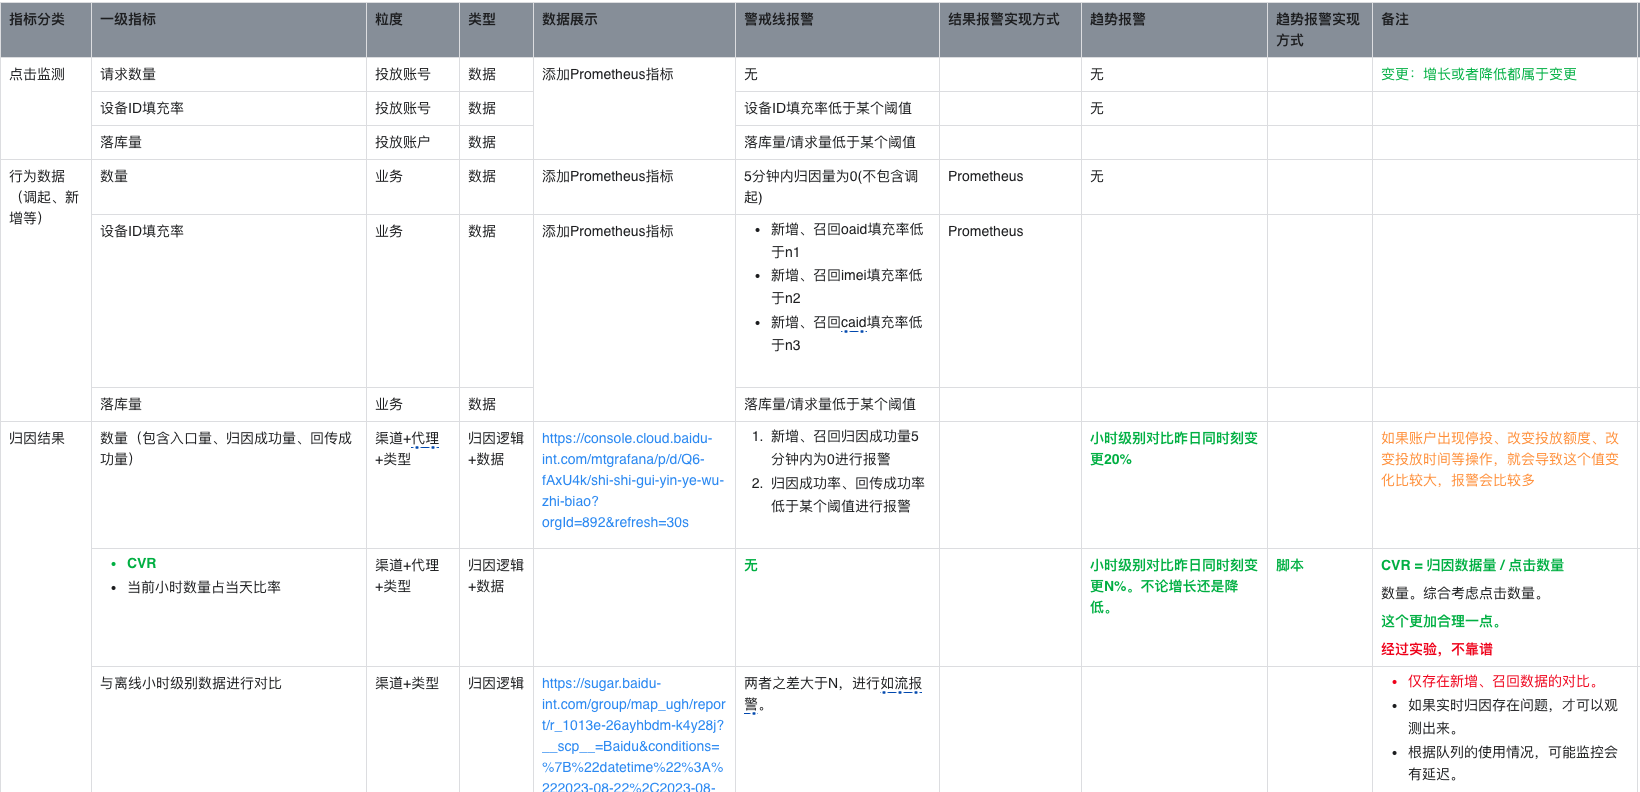 指标分类
一级指标
粒度
类型
数据展示
警戒线报警
结果报警实现方式
趋势报警
趋势报警实现
方式
备注
点击监测
请求数量
投放账号
数据
添加Prometheus指标
无
无
变更：增长或者降低都属于变更
设备ID填充率
投放账号
数据
设备ID填充率低于某个阈值
无
落库量
投放账户
数据
落库量/请求量低于某个阈值
行为数据
（调起、新
增等）
数量
业务
数据
添加Prometheus指标
5分钟内归因量为0(不包含调
起)
Prometheus
无
设备ID填充率
业务
数据
添加Prometheus指标
• 新增、召回oaid填充率低
于n1
• 新增、召回imei填充率低
于n2
• 新增、召回caid填充率低
于n3
Prometheus
落库量
业务
数据
落库量/请求量低于某个阈值
归因结果
数量（包含入口量、归因成功量、回传成
功量）
渠道+代理
+类型
归因逻辑
+数据
https://console.cloud.baidu-
int.com/mtgrafana/p/d/Q6-
fAxU4k/shi-shi-gui-yin-ye-wu-
zhi-biao?
orgId=892&refresh=30s
1. 新增、召回归因成功量5
分钟内为0进行报警
2. 归因成功率、回传成功率
低于某个阈值进行报警
小时级别对比昨日同时刻变
更20%
如果账户出现停投、改变投放额度、改
变投放时间等操作，就会导致这个值变
化比较大，报警会比较多
• CVR
• 当前小时数量占当天比率
渠道+代理
+类型
归因逻辑
+数据
无
小时级别对比昨日同时刻变
更N%。不论增长还是降
低。
脚本
CVR = 归因数据量 / 点击数量
数量。综合考虑点击数量。
这个更加合理一点。
经过实验，不靠谱
与离线小时级别数据进行对比
渠道+类型
归因逻辑
https://sugar.baidu-
int.com/group/map_ugh/repor
t/r_1013e-26ayhbdm-k4y28j?
__scp__=Baidu&conditions=
%7B%22datetime%22%3A%
222023-08-22%2C2023-08-
两者之差大于N，进行如流报
警。
• 仅存在新增、召回数据的对比。
• 如果实时归因存在问题，才可以观
测出来。
• 根据队列的使用情况，可能监控会
有延迟。